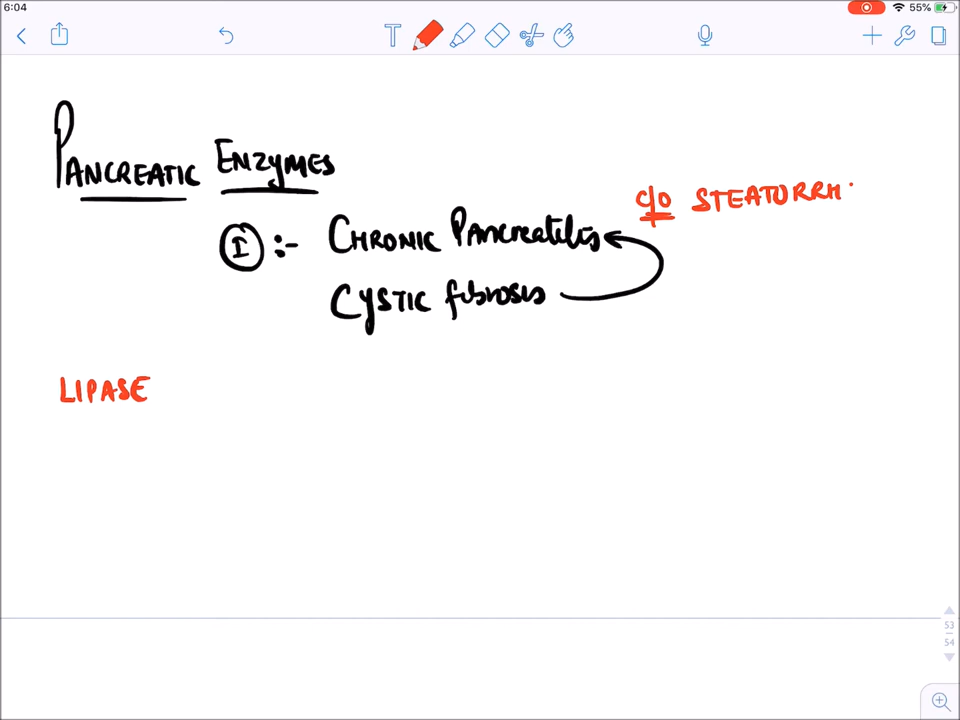 6:04
55%
T
PANCREATIC ENZYMES
c/o STEATORRH
I :- CHRONIC Pancreatitis
CYSTIC fibrosis
LIPASE
53
54